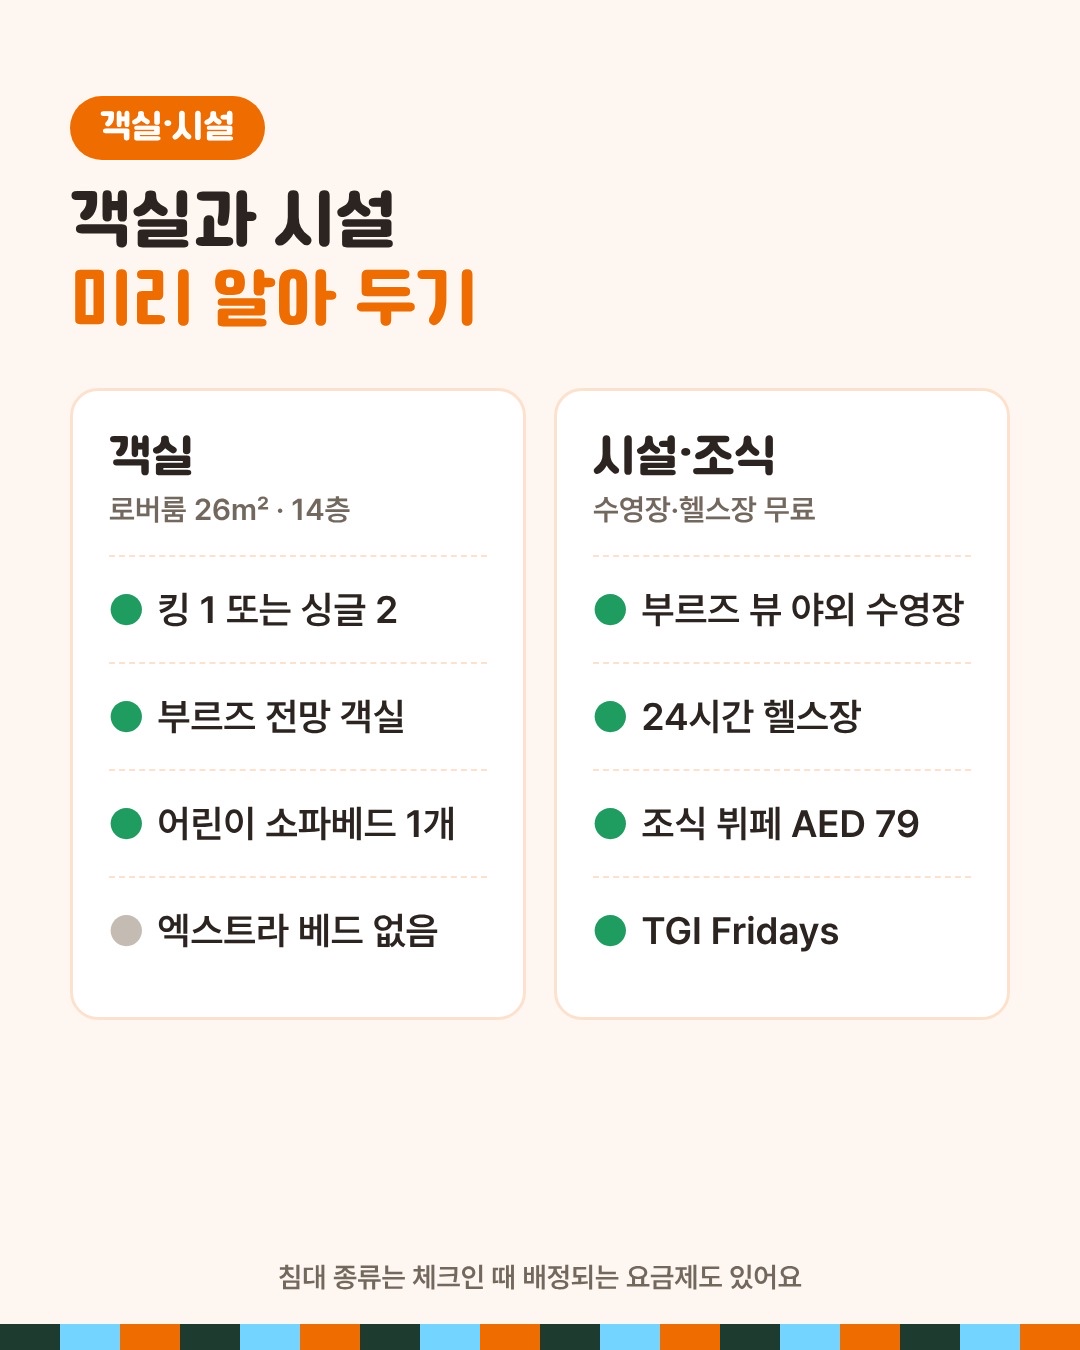 객실·시설
객실과 시설
미리 알아 두기
객실
로버룸 26m² · 14층
킹 1 또는 싱글 2
부르즈 전망 객실
어린이 소파베드 1개
엑스트라 베드 없음
시설·조식
수영장·헬스장 무료
부르즈 뷰 야외 수영장
24시간 헬스장
조식 뷔페 AED 79
TGI Fridays
침대 종류는 체크인 때 배정되는 요금제도 있어요